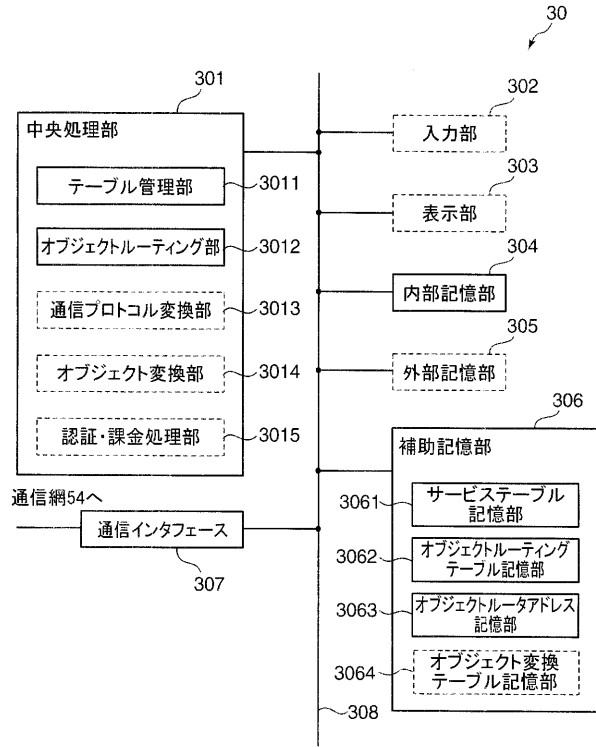 30
301
中央処理部
テーブル管理部
3011
オブジェクトルーティング部
3012
通信プロトコル変換部
3013
オブジェクト変換部
3014
認証・課金処理部
3015
通信網54へ
通信インタフェース
307
302
入力部
303
表示部
304
内部記憶部
305
外部記憶部
306
補助記憶部
3061
サービステーブル
記憶部
3062
オブジェクトルーティング
テーブル記憶部
3063
オブジェクトルータアドレス
記憶部
3064
オブジェクト変換
テーブル記憶部
308